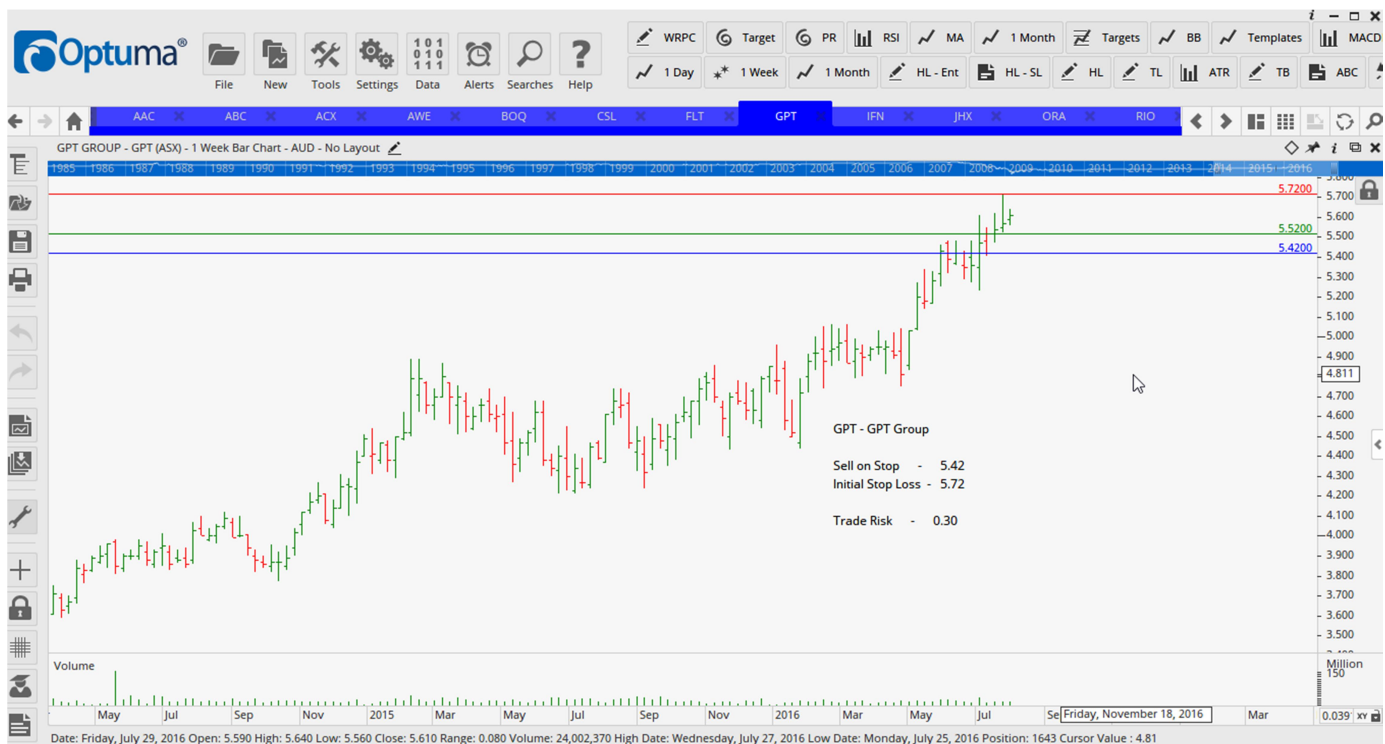 Optuma®
File
New
Tools
Settings
Data
Alerts
Searches
Help
WRPC
Target
PR
RSI
MA
1 Month
Targets
BB
Templates
MACD
1 Day
1 Week
1 Month
HL - Ent
HL - SL
HL
TL
ATR
TB
ABC
AAC
ABC
ACX
AWE
BOQ
CSL
FLT
GPT
IFN
JHX
ORA
RIO
GPT GROUP - GPT (ASX) - 1 Week Bar Chart - AUD - No Layout
1985 1986 1987 1988 1989 1990 1991 1992 1993 1994 1995 1996 1997 1998 1999 2000 2001 2002 2003 2004 2005 2006 2007 2008 2009 2010 2011 2012 2013 2014 2015 2016
5.7200
5.5200
5.4200
5.800
5.700
5.600
5.500
5.400
5.300
5.200
5.100
5.000
4.900
4.811
4.700
4.600
4.500
4.400
4.300
4.200
4.100
4.000
3.900
3.800
3.700
3.600
3.500
GPT - GPT Group
Sell on Stop - 5.42
Initial Stop Loss - 5.72
Trade Risk - 0.30
Volume
Million
150
May Jul Sep Nov 2015 Mar May Jul Sep Nov 2016 Mar May Jul Se Friday, November 18, 2016 Mar
0.039 XY
Date: Friday, July 29, 2016 Open: 5.590 High: 5.640 Low: 5.560 Close: 5.610 Range: 0.080 Volume: 24,002,370 High Date: Wednesday, July 27, 2016 Low Date: Monday, July 25, 2016 Position: 1643 Cursor Value : 4.81